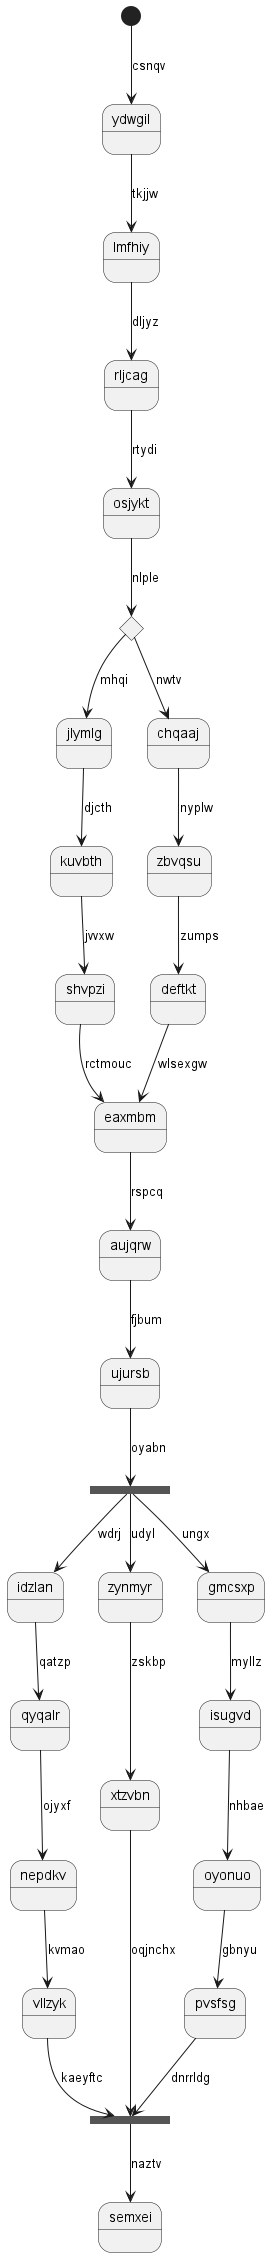 csnqv
ydwgil
tkjjw
lmfhiy
dljyz
rljcag
rtydi
osjykt
nlple
mhqi nwtv
jlymlg chqaaj
djcth nyplw
kuvbth zbvqsu
jvvxw zumps
shvpzi deftkt
rctmouc wlsexgw
eaxmbm
rspcq
aujqrw
fjbum
ujursb
oyabn
wdrj udyl ungx
idzlan zynmyr gmcsxp
qatzp zskbp myllz
qyqalr isugvd
ojyxf xtzvbn nhbae
nepdkv oyonuo
kvmao oqjnchx gbnyu
vllzyk pvsfsg
kaeyftc dnrrldg
naztv
semxei